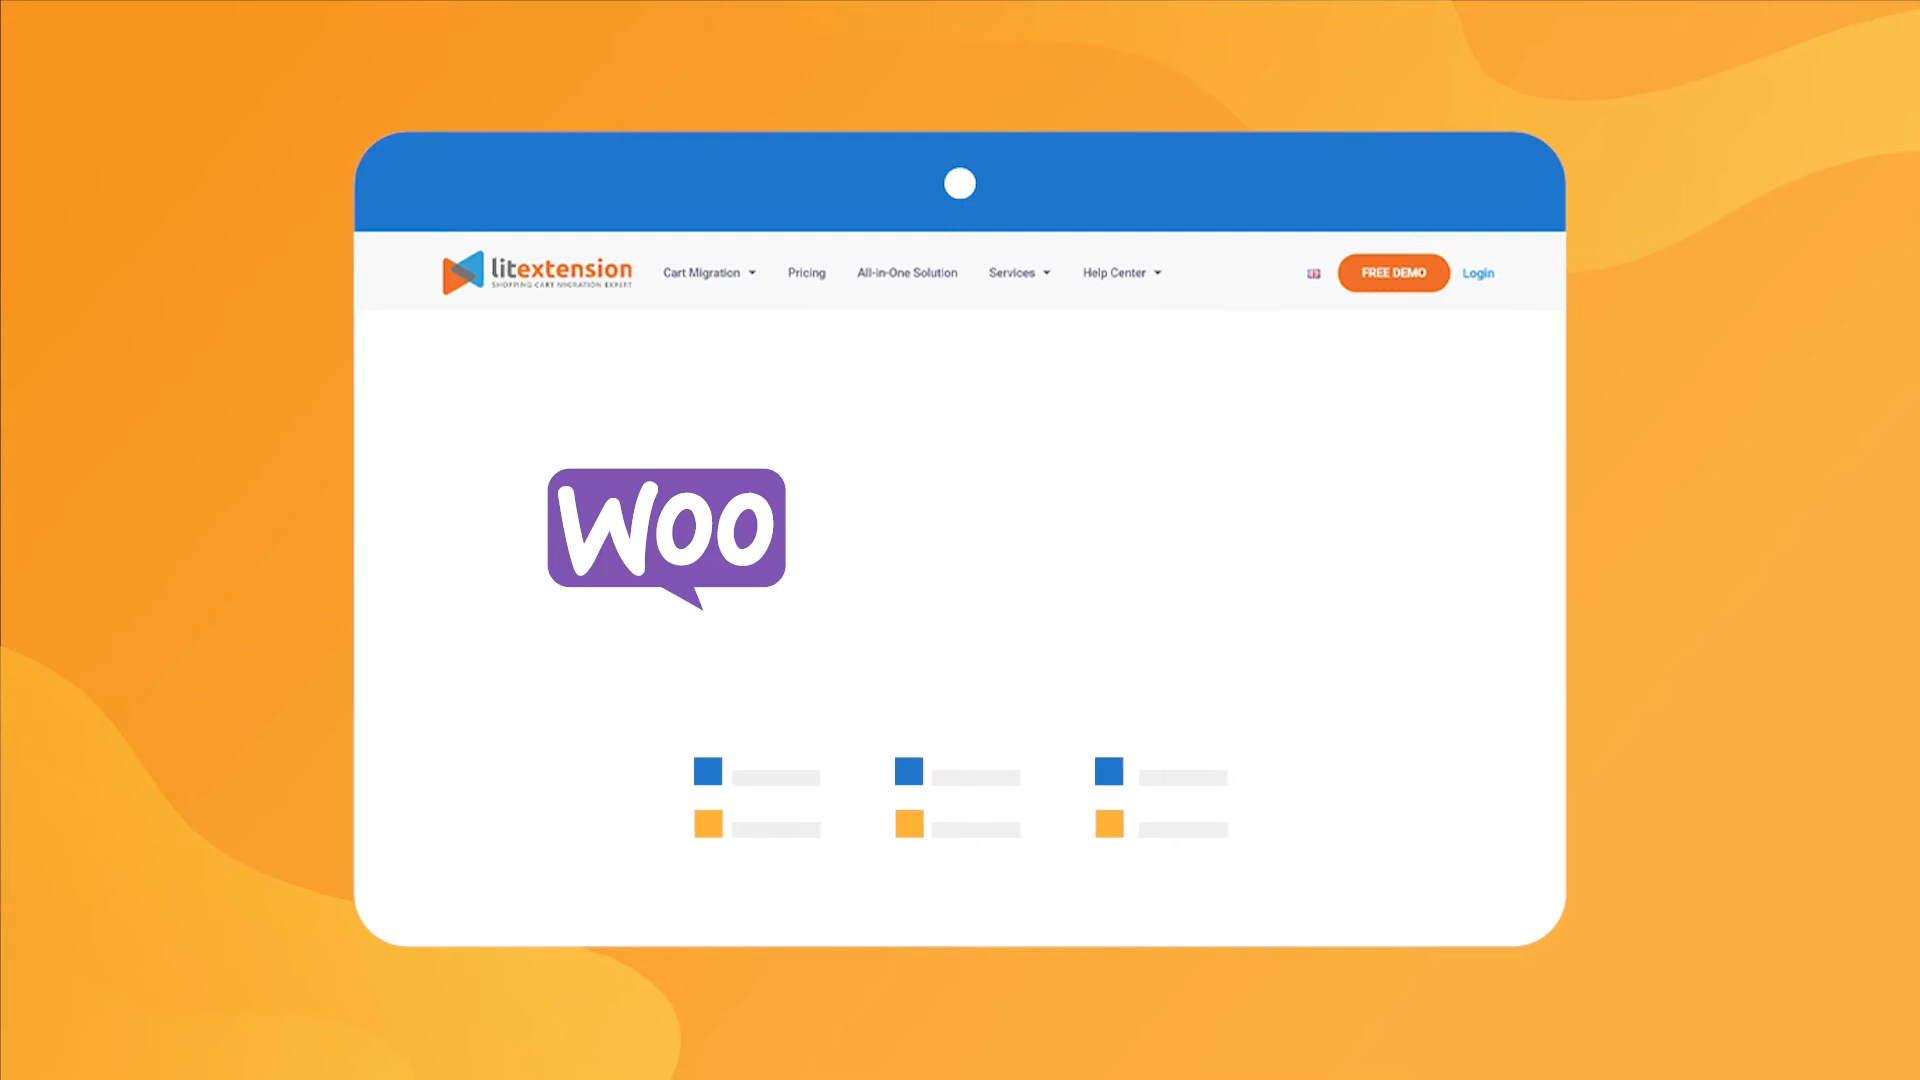 litextension
SHOPPING CART MIGRATION EXPERT
Cart Migration
Pricing
All-in-One Solution
Services
Help Center
FREE DEMO
Login
Woo